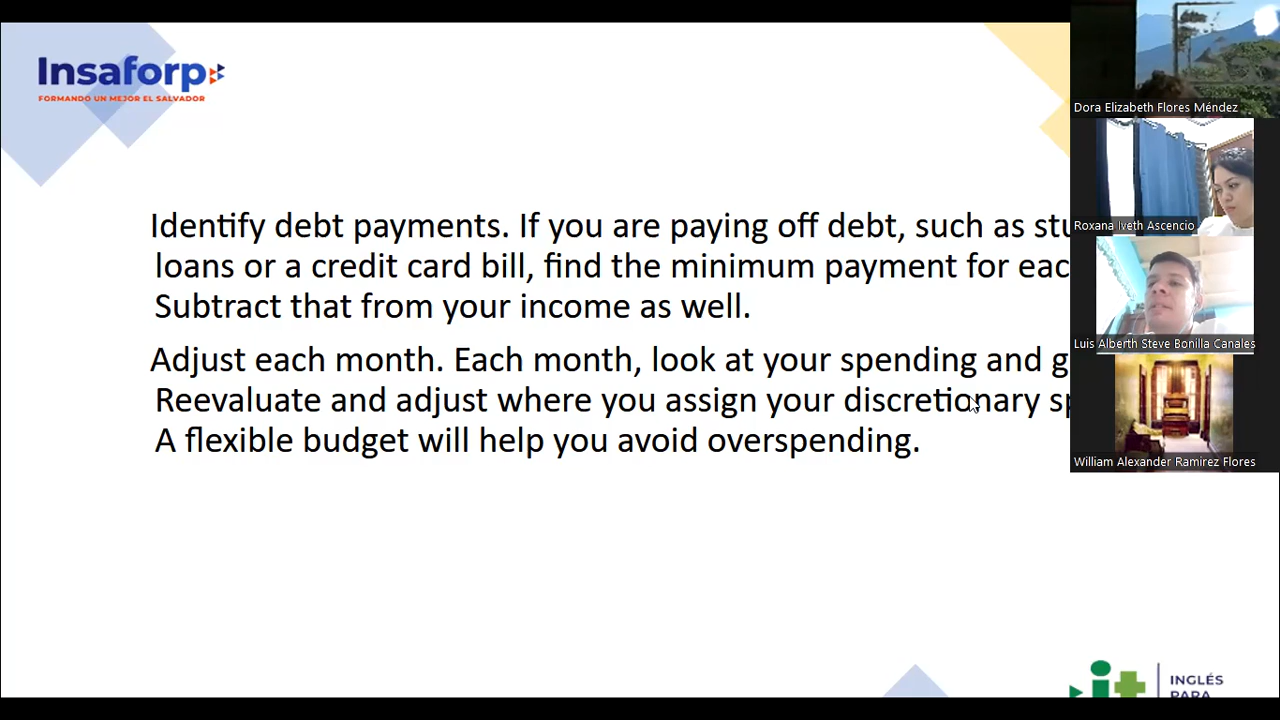 Insaforp
FORMANDO UN MEJOR EL SALVADOR
Identify debt payments. If you are paying off debt, such as
loans or a credit card bill, find the minimum payment for
Subtract that from your income as well.
Adjust each month. Each month, look at your spending and
Reevaluate and adjust where you assign your discretionary
A flexible budget will help you avoid overspending.
Dora Elizabeth Flores Méndez
Roxana Iveth Ascencio
Luis Alberth Steve Bonilla Canales
William Alexander Ramirez Flores
it
INGLÉS
PARA